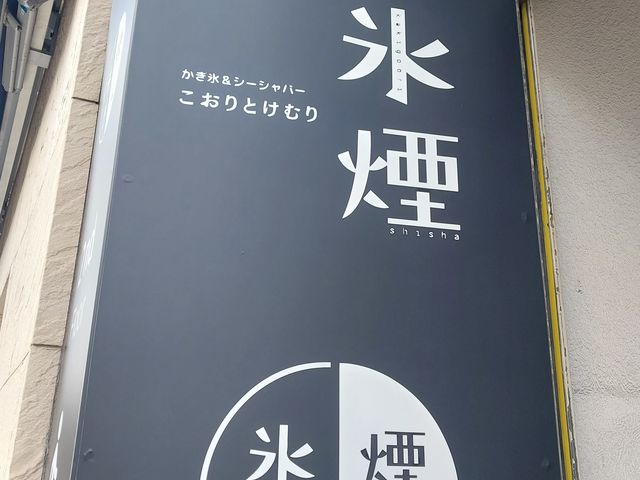 氷
kakigoori
煙
shisha
かき氷&シーシャバー
こおりとけむり
氷 煙